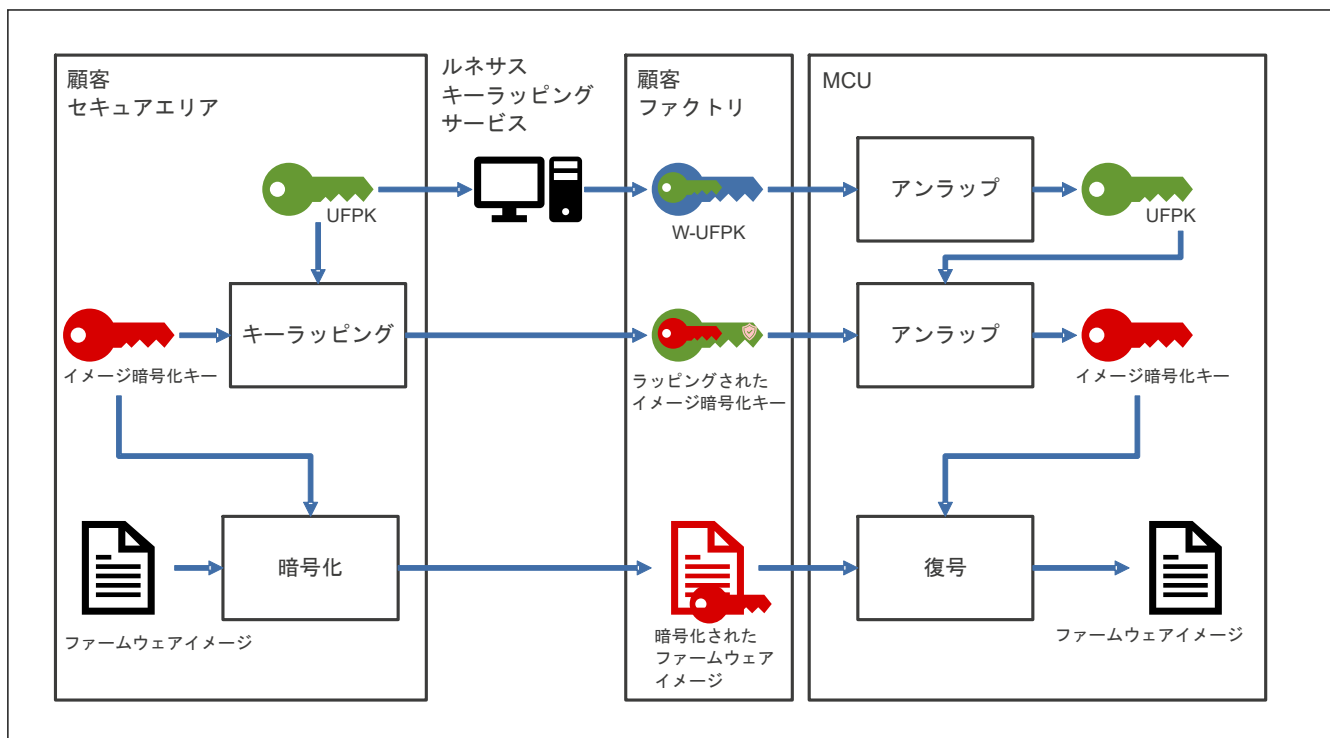 顧客
セキュアエリア
ルネサス
キーラッピング
サービス
顧客
ファクトリ
MCU
UFPK
W-UFPK
アンラップ
UFPK
イメージ暗号化キー
キーラッピング
ラッピングされた
イメージ暗号化キー
アンラップ
イメージ暗号化キー
ファームウェアイメージ
暗号化
暗号化された
ファームウェア
イメージ
復号
ファームウェアイメージ